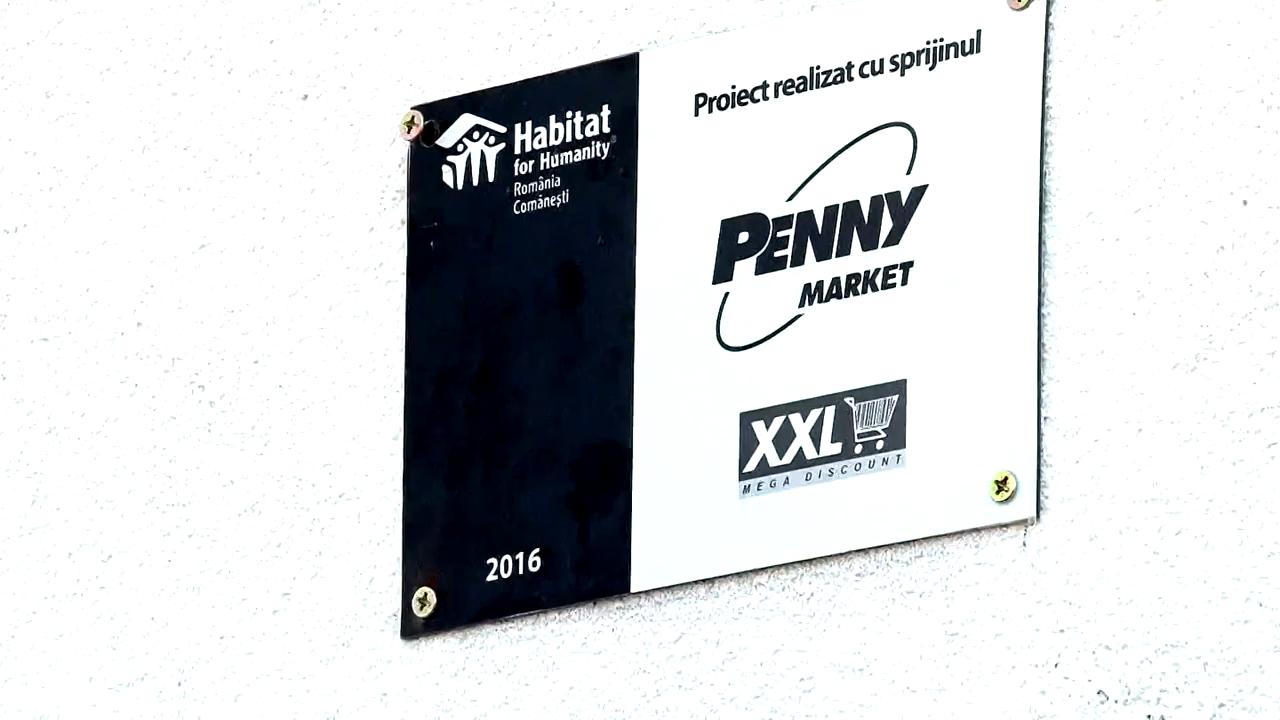 Habitat
for Humanity
România
Comănești
2016
Proiect realizat cu sprijinul
PENNY
MARKET
XXL
MEGA DISCOUNT